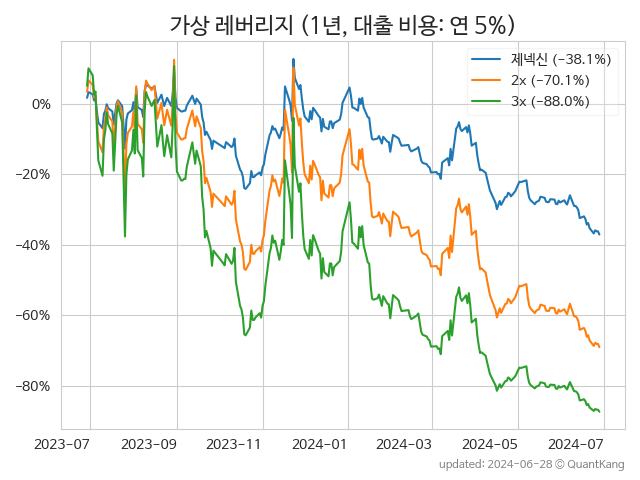 가상 레버리지 (1년, 대출 비용: 연 5%)
제넥신 (−38.1%)
2x (−70.1%)
3x (−88.0%)
0%
−20%
−40%
−60%
−80%
2023-07 2023-09 2023-11 2024-01 2024-03 2024-05 2024-07
updated: 2024-06-28 © QuantKang